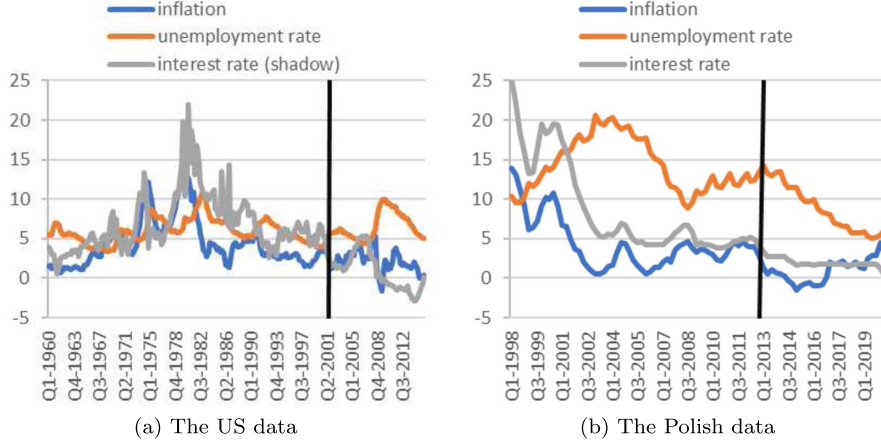 inflation
unemployment rate
interest rate (shadow)
25
20
15
10
5
0
-5
Q1-1960
Q4-1963
Q3-1967
Q2-1971
Q1-1975
Q4-1978
Q3-1982
Q2-1986
Q1-1990
Q4-1993
Q3-1997
Q2-2001
Q1-2005
Q4-2008
Q3-2012
(a) The US data
inflation
unemployment rate
interest rate
25
20
15
10
5
0
-5
Q1-1998
Q3-1999
Q1-2001
Q3-2002
Q1-2004
Q3-2005
Q1-2007
Q3-2008
Q1-2010
Q3-2011
Q1-2013
Q3-2014
Q1-2016
Q3-2017
Q1-2019
(b) The Polish data